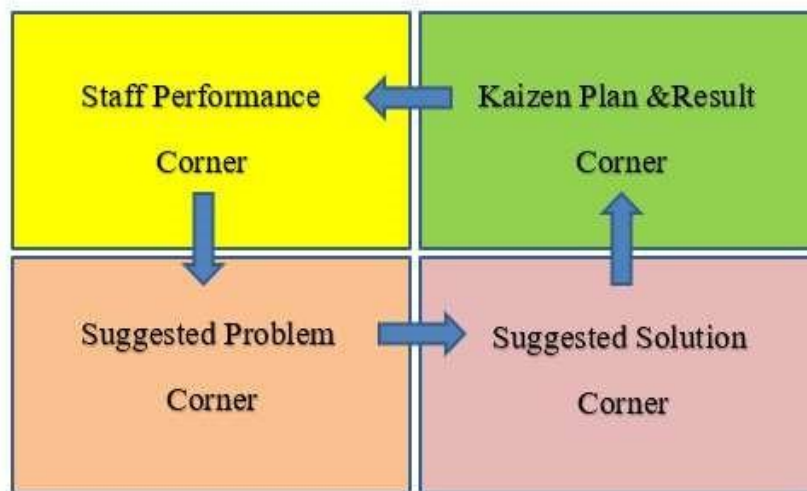 Staff Performance
Corner
Kaizen Plan &Result
Corner
Suggested Problem
Corner
Suggested Solution
Corner